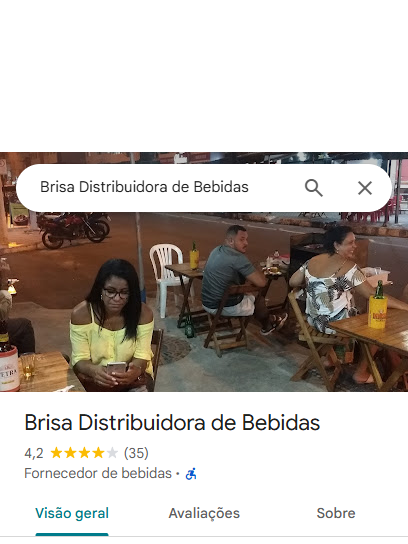 Brisa Distribuidora de Bebidas
Brisa Distribuidora de Bebidas
4,2 (35)
Fornecedor de bebidas ·
Visão geral Avaliações Sobre